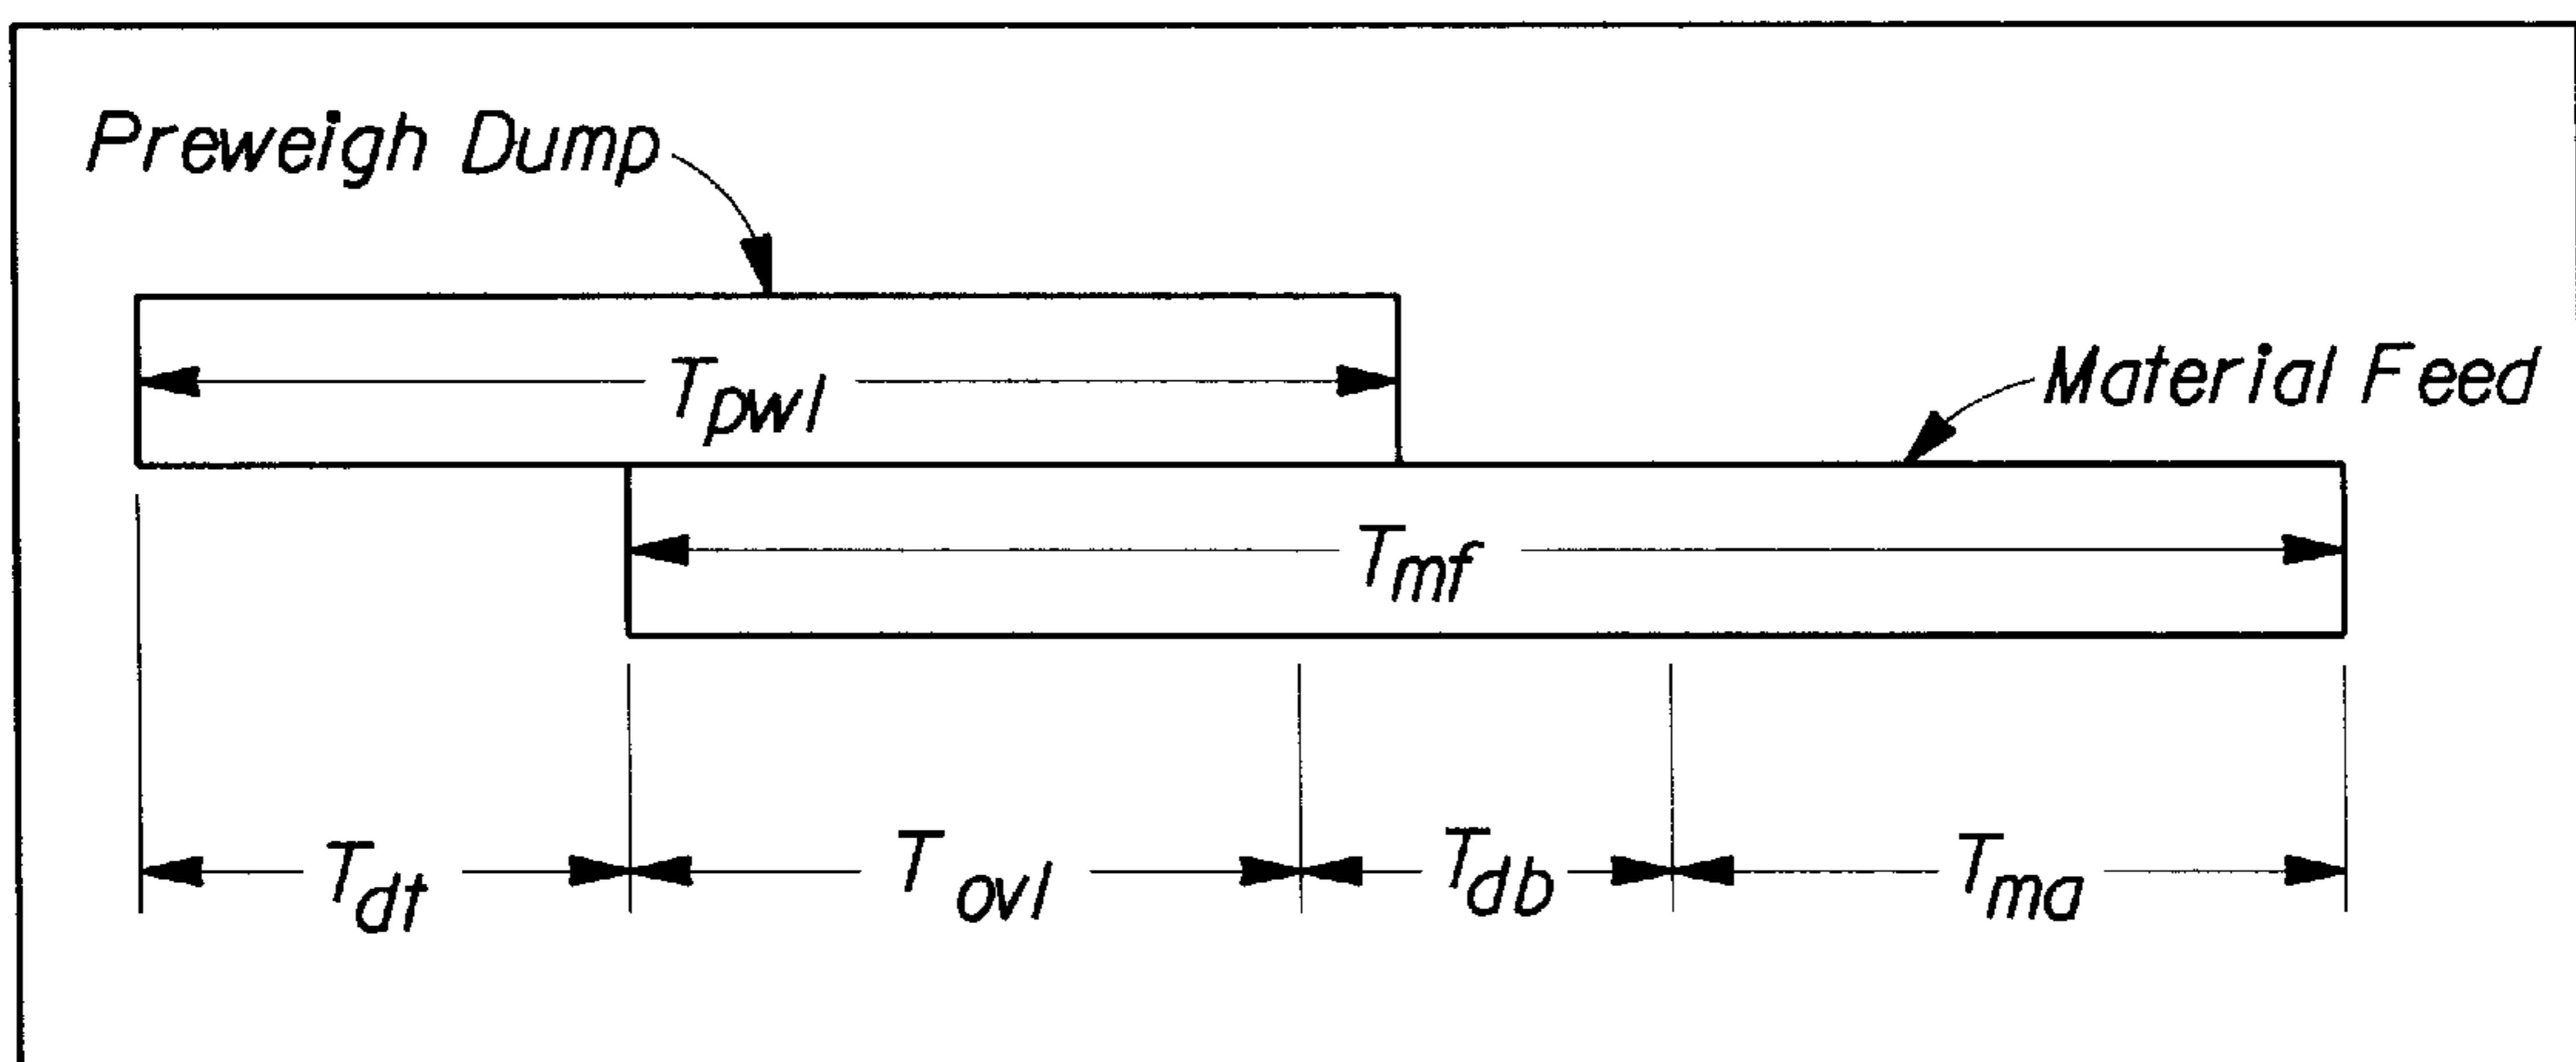 Preweigh Dump
Tpwl
Material Feed
Tmf
Tdt
Tovl
Tdb
Tma